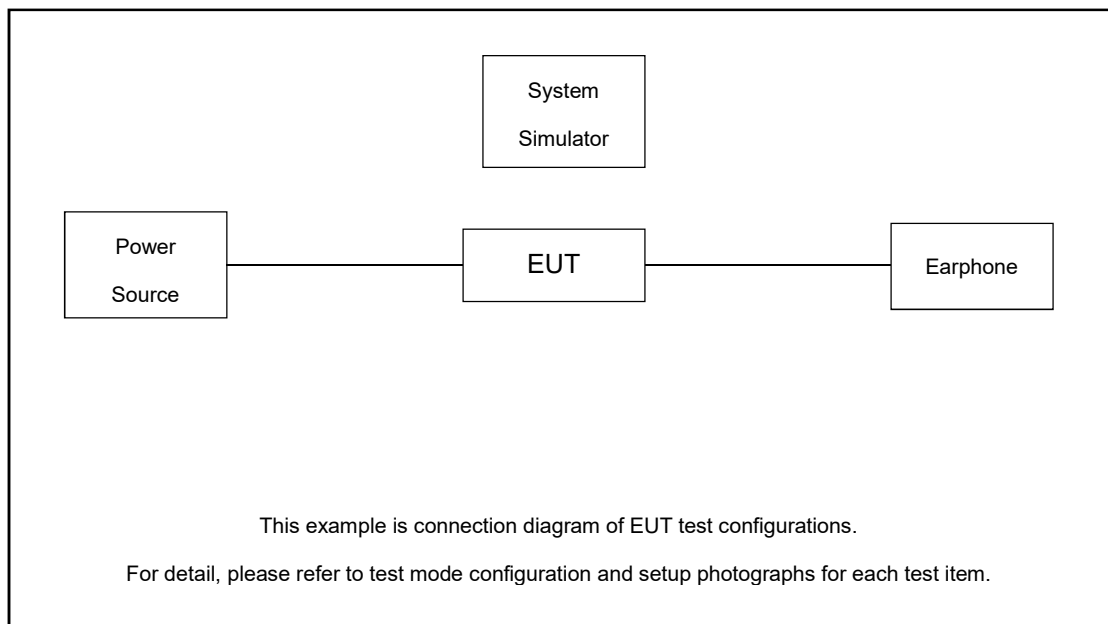 System
Simulator
Power
Source
EUT
Earphone
This example is connection diagram of EUT test configurations.
For detail, please refer to test mode configuration and setup photographs for each test item.